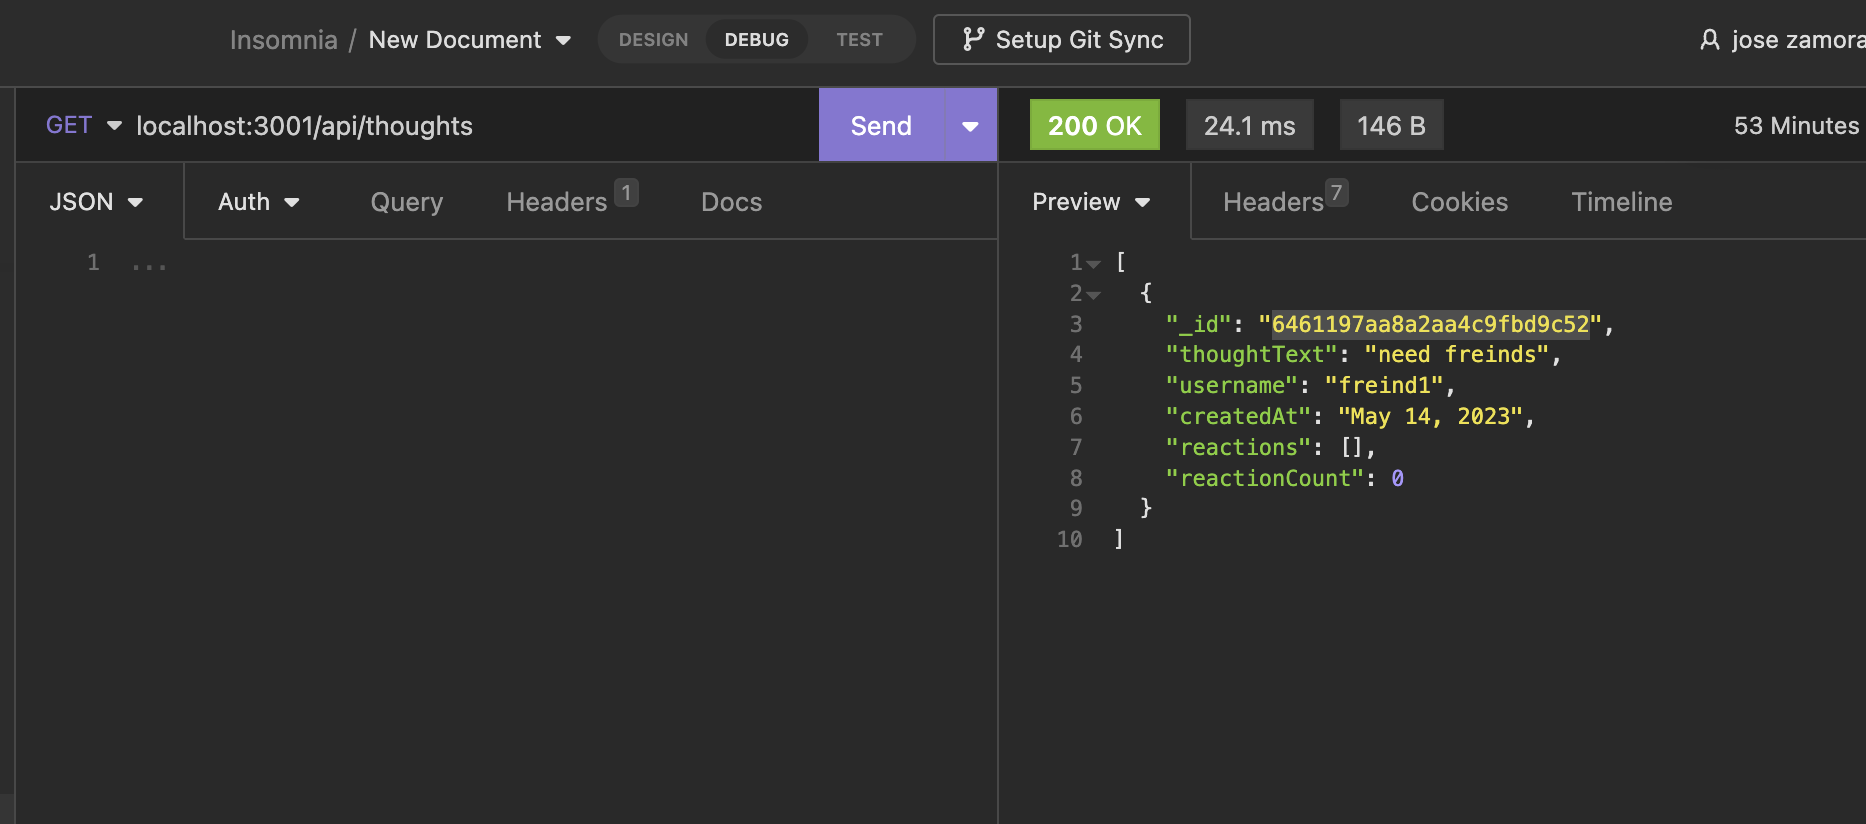 Insomnia / New Document DESIGN DEBUG TEST Setup Git Sync jose zamora
GET localhost:3001/api/thoughts Send 200 OK 24.1 ms 146 B 53 Minutes
JSON Auth Query Headers 1 Docs Preview Headers 7 Cookies Timeline
1 ...
1 [
2 {
3 "_id": "6461197aa8a2aa4c9fbd9c52",
4 "thoughtText": "need freinds",
5 "username": "freind1",
6 "createdAt": "May 14, 2023",
7 "reactions": [],
8 "reactionCount": 0
9 }
10 ]